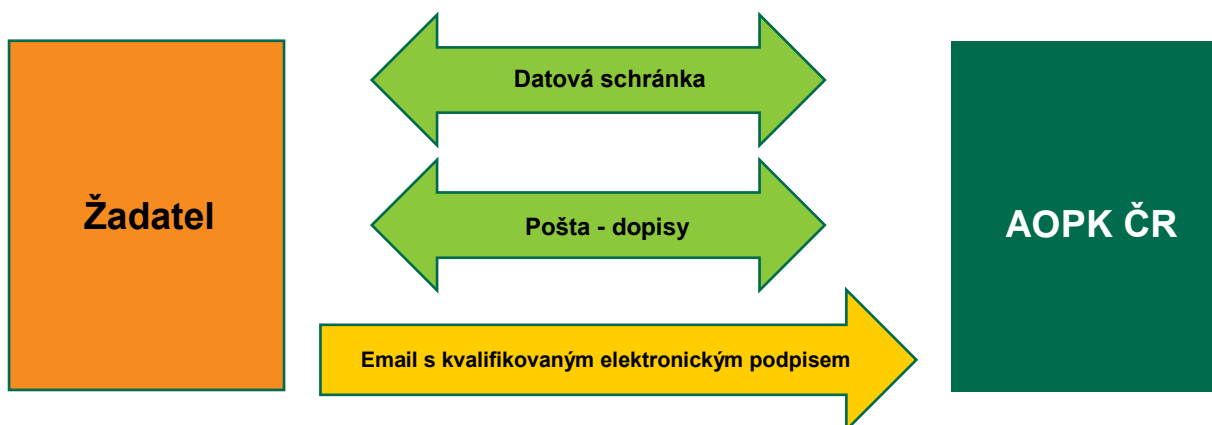 Datová schránka
Žadatel
Pošta - dopisy
AOPK ČR
Email s kvalifikovaným elektronickým podpisem